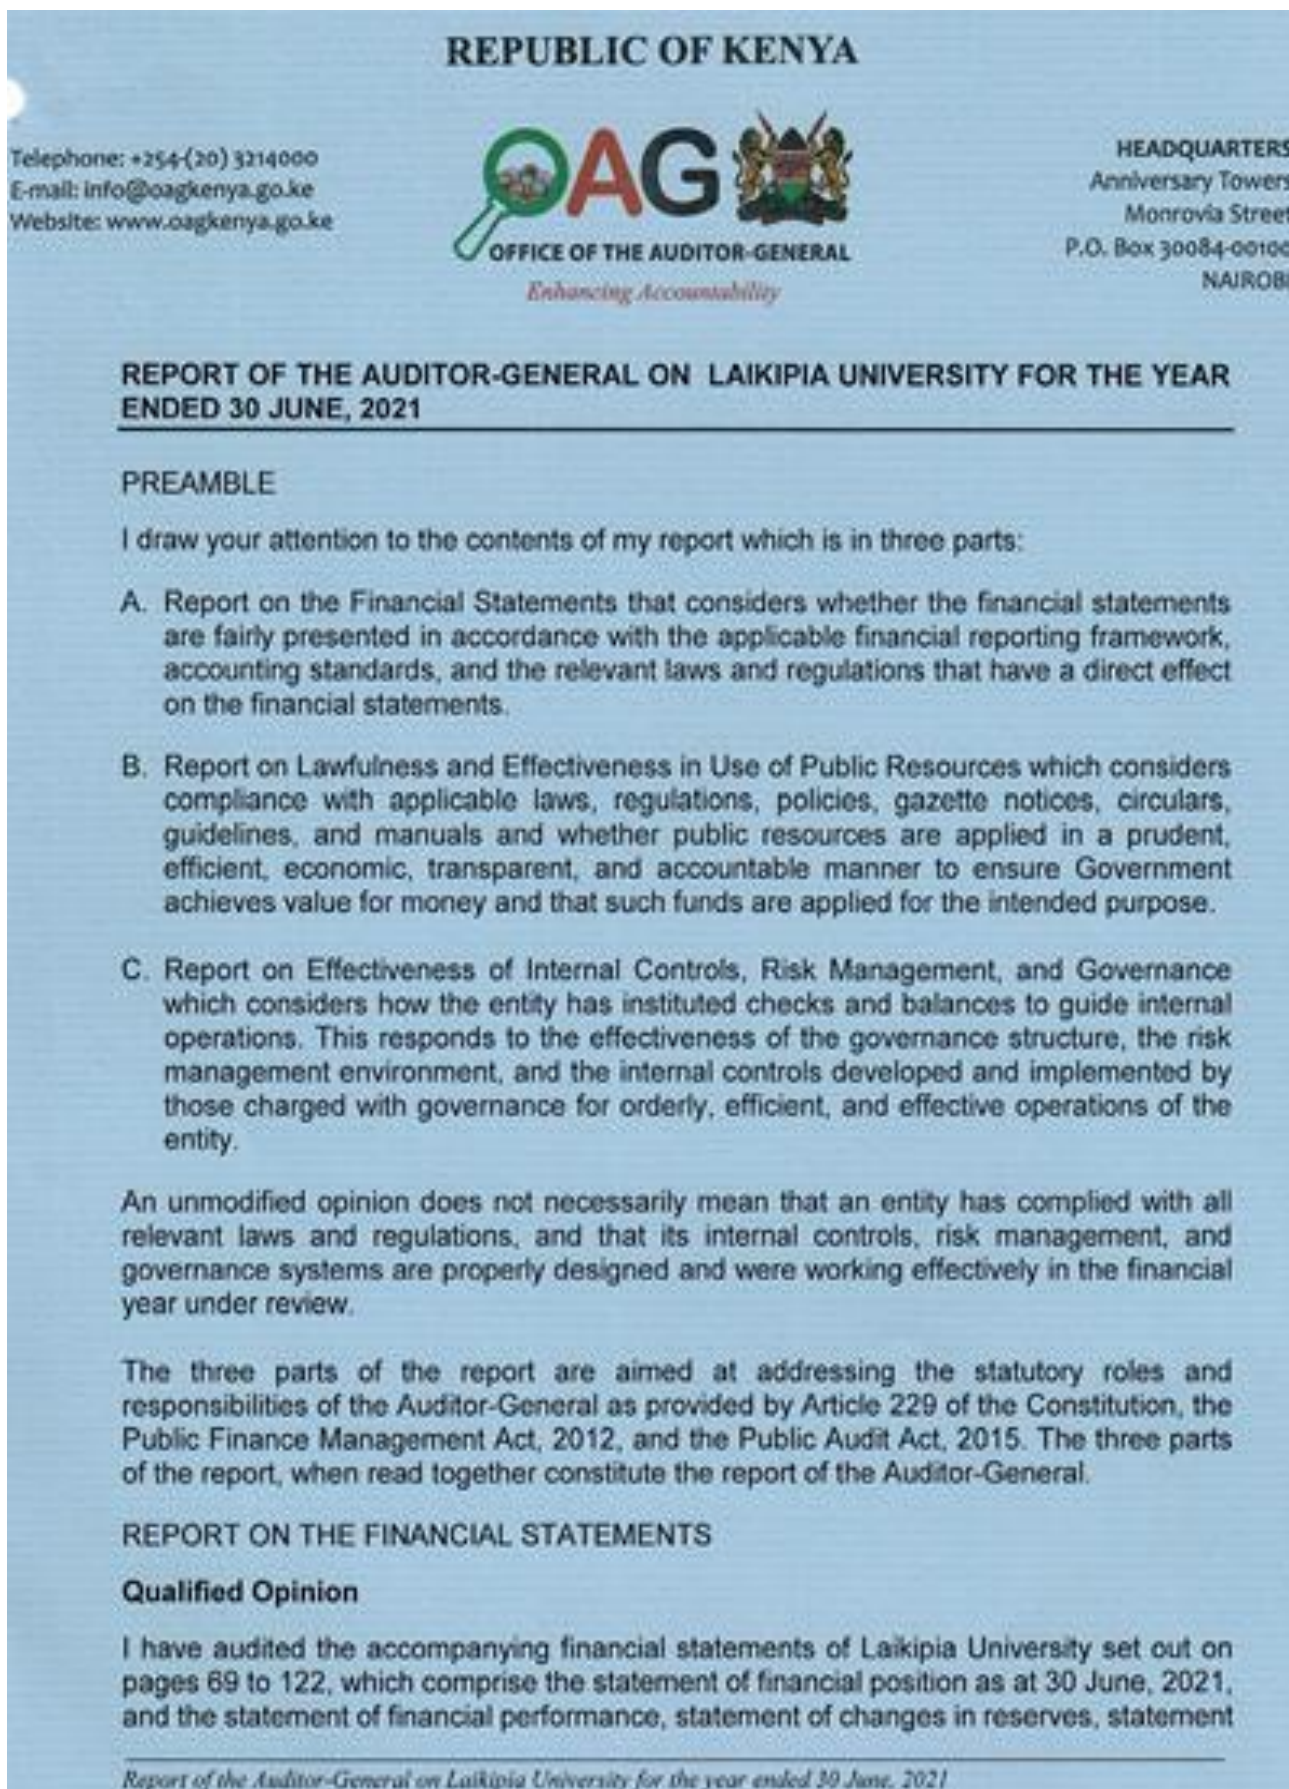 REPUBLIC OF KENYA
Telephone: +254-(20) 3214000
E-mail: info@oagkenya.go.ke
Website: www.oagkenya.go.ke
OAG
OFFICE OF THE AUDITOR-GENERAL
Enhancing Accountability
HEADQUARTERS
Anniversary Towers
Monrovia Street
P.O. Box 30084-00100
NAIROBI
REPORT OF THE AUDITOR-GENERAL ON LAIKIPIA UNIVERSITY FOR THE YEAR
ENDED 30 JUNE, 2021
PREAMBLE
I draw your attention to the contents of my report which is in three parts:
A. Report on the Financial Statements that considers whether the financial statements
are fairly presented in accordance with the applicable financial reporting framework,
accounting standards, and the relevant laws and regulations that have a direct effect
on the financial statements.
B. Report on Lawfulness and Effectiveness in Use of Public Resources which considers
compliance with applicable laws, regulations, policies, gazette notices, circulars,
guidelines, and manuals and whether public resources are applied in a prudent,
efficient, economic, transparent, and accountable manner to ensure Government
achieves value for money and that such funds are applied for the intended purpose.
C. Report on Effectiveness of Internal Controls, Risk Management, and Governance
which considers how the entity has instituted checks and balances to guide internal
operations. This responds to the effectiveness of the governance structure, the risk
management environment, and the internal controls developed and implemented by
those charged with governance for orderly, efficient, and effective operations of the
entity.
An unmodified opinion does not necessarily mean that an entity has complied with all
relevant laws and regulations, and that its internal controls, risk management, and
governance systems are properly designed and were working effectively in the financial
year under review.
The three parts of the report are aimed at addressing the statutory roles and
responsibilities of the Auditor-General as provided by Article 229 of the Constitution, the
Public Finance Management Act, 2012, and the Public Audit Act, 2015. The three parts
of the report, when read together constitute the report of the Auditor-General.
REPORT ON THE FINANCIAL STATEMENTS
Qualified Opinion
I have audited the accompanying financial statements of Laikipia University set out on
pages 69 to 122, which comprise the statement of financial position as at 30 June, 2021,
and the statement of financial performance, statement of changes in reserves, statement
Report of the Auditor-General on Laikipia University for the year ended 30 June, 2021